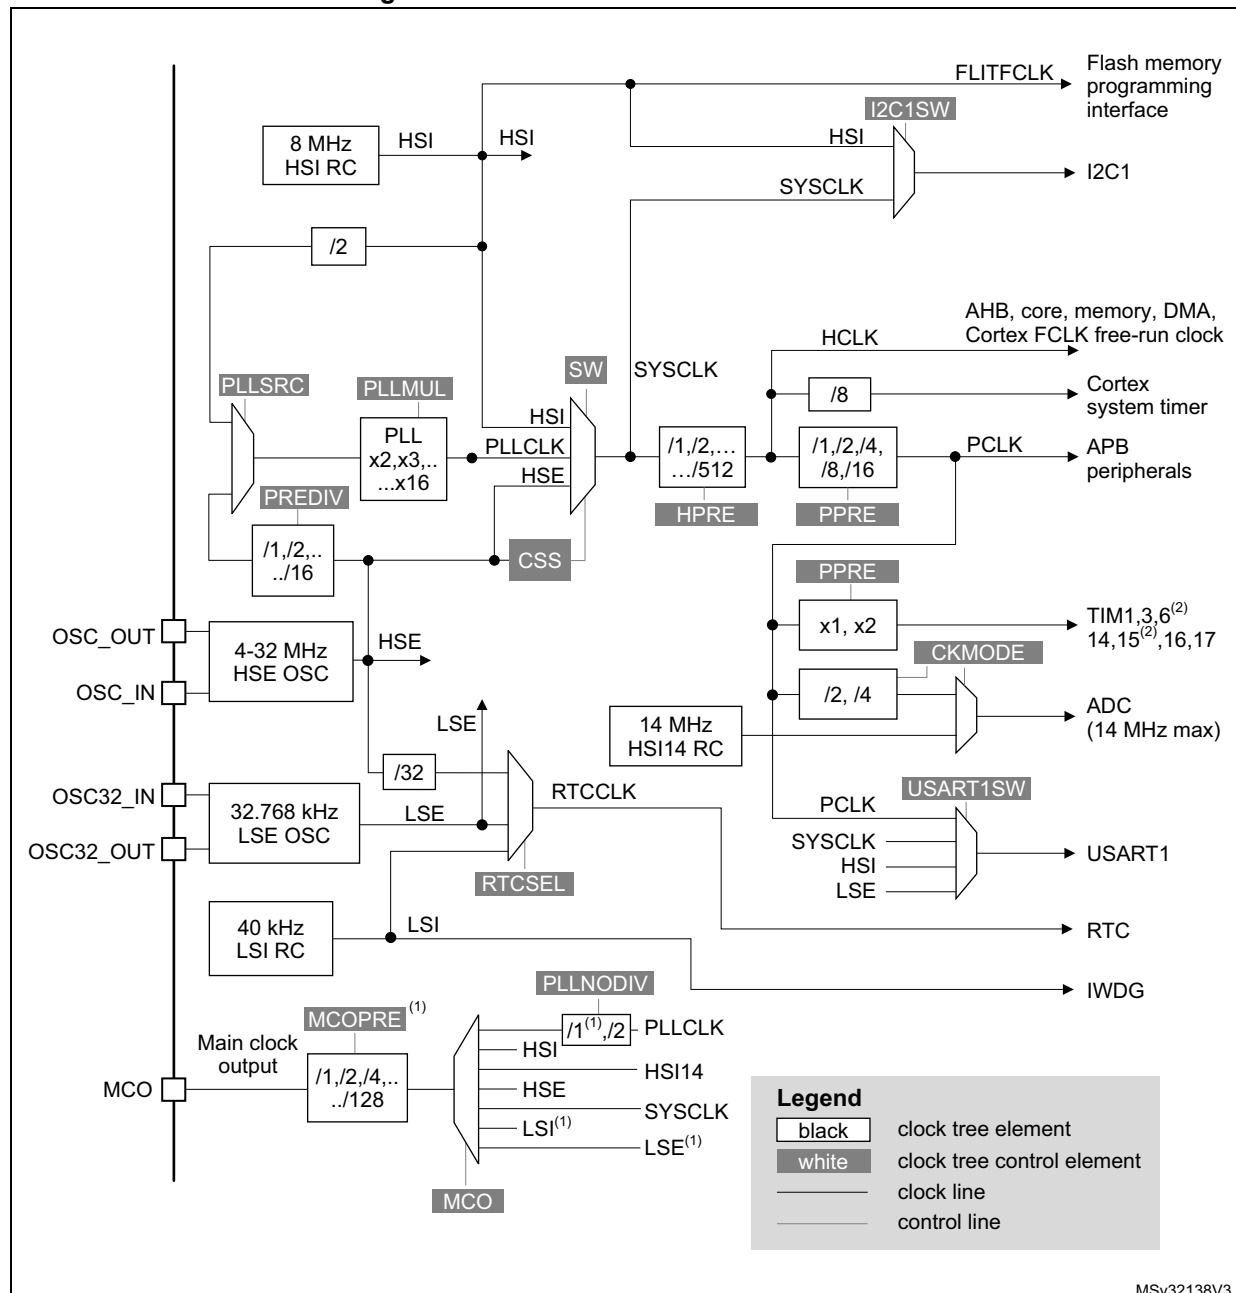 FLITFCLK
Flash memory
programming
interface
I2C1SW
8 MHz
HSI RC
HSI
HSI
HSI
I2C1
SYSCLK
/2
AHB, core, memory, DMA,
Cortex FCLK free-run clock
HCLK
SW
SYSCLK
PLLSRC
PLLMUL
/8
Cortex
system timer
HSI
PLL
x2,x3,..
...x16
PLLCLK
HSE
/1,/2,…
…/512
/1,/2,/4,
/8,/16
PCLK
APB
peripherals
PREDIV
HPRE
PPRE
/1,/2,..
../16
CSS
PPRE
OSC_OUT
4-32 MHz
HSE OSC
HSE
x1, x2
TIM1,3,6(2)
14,15(2),16,17
CKMODE
OSC_IN
/2, /4
ADC
(14 MHz max)
14 MHz
HSI14 RC
LSE
/32
OSC32_IN
32.768 kHz
LSE OSC
LSE
RTCCLK
PCLK
USART1SW
SYSCLK
OSC32_OUT
HSI
USART1
LSE
RTCSEL
40 kHz
LSI RC
LSI
RTC
IWDG
PLLNODIV
MCOPRE (1)
/1(1),/2
PLLCLK
Main clock
output
HSI
HSI14
MCO
/1,/2,/4,..
../128
HSE
SYSCLK
LSI(1)
LSE(1)
MCO
Legend
black
clock tree element
white
clock tree control element
clock line
control line
MSv32138V3